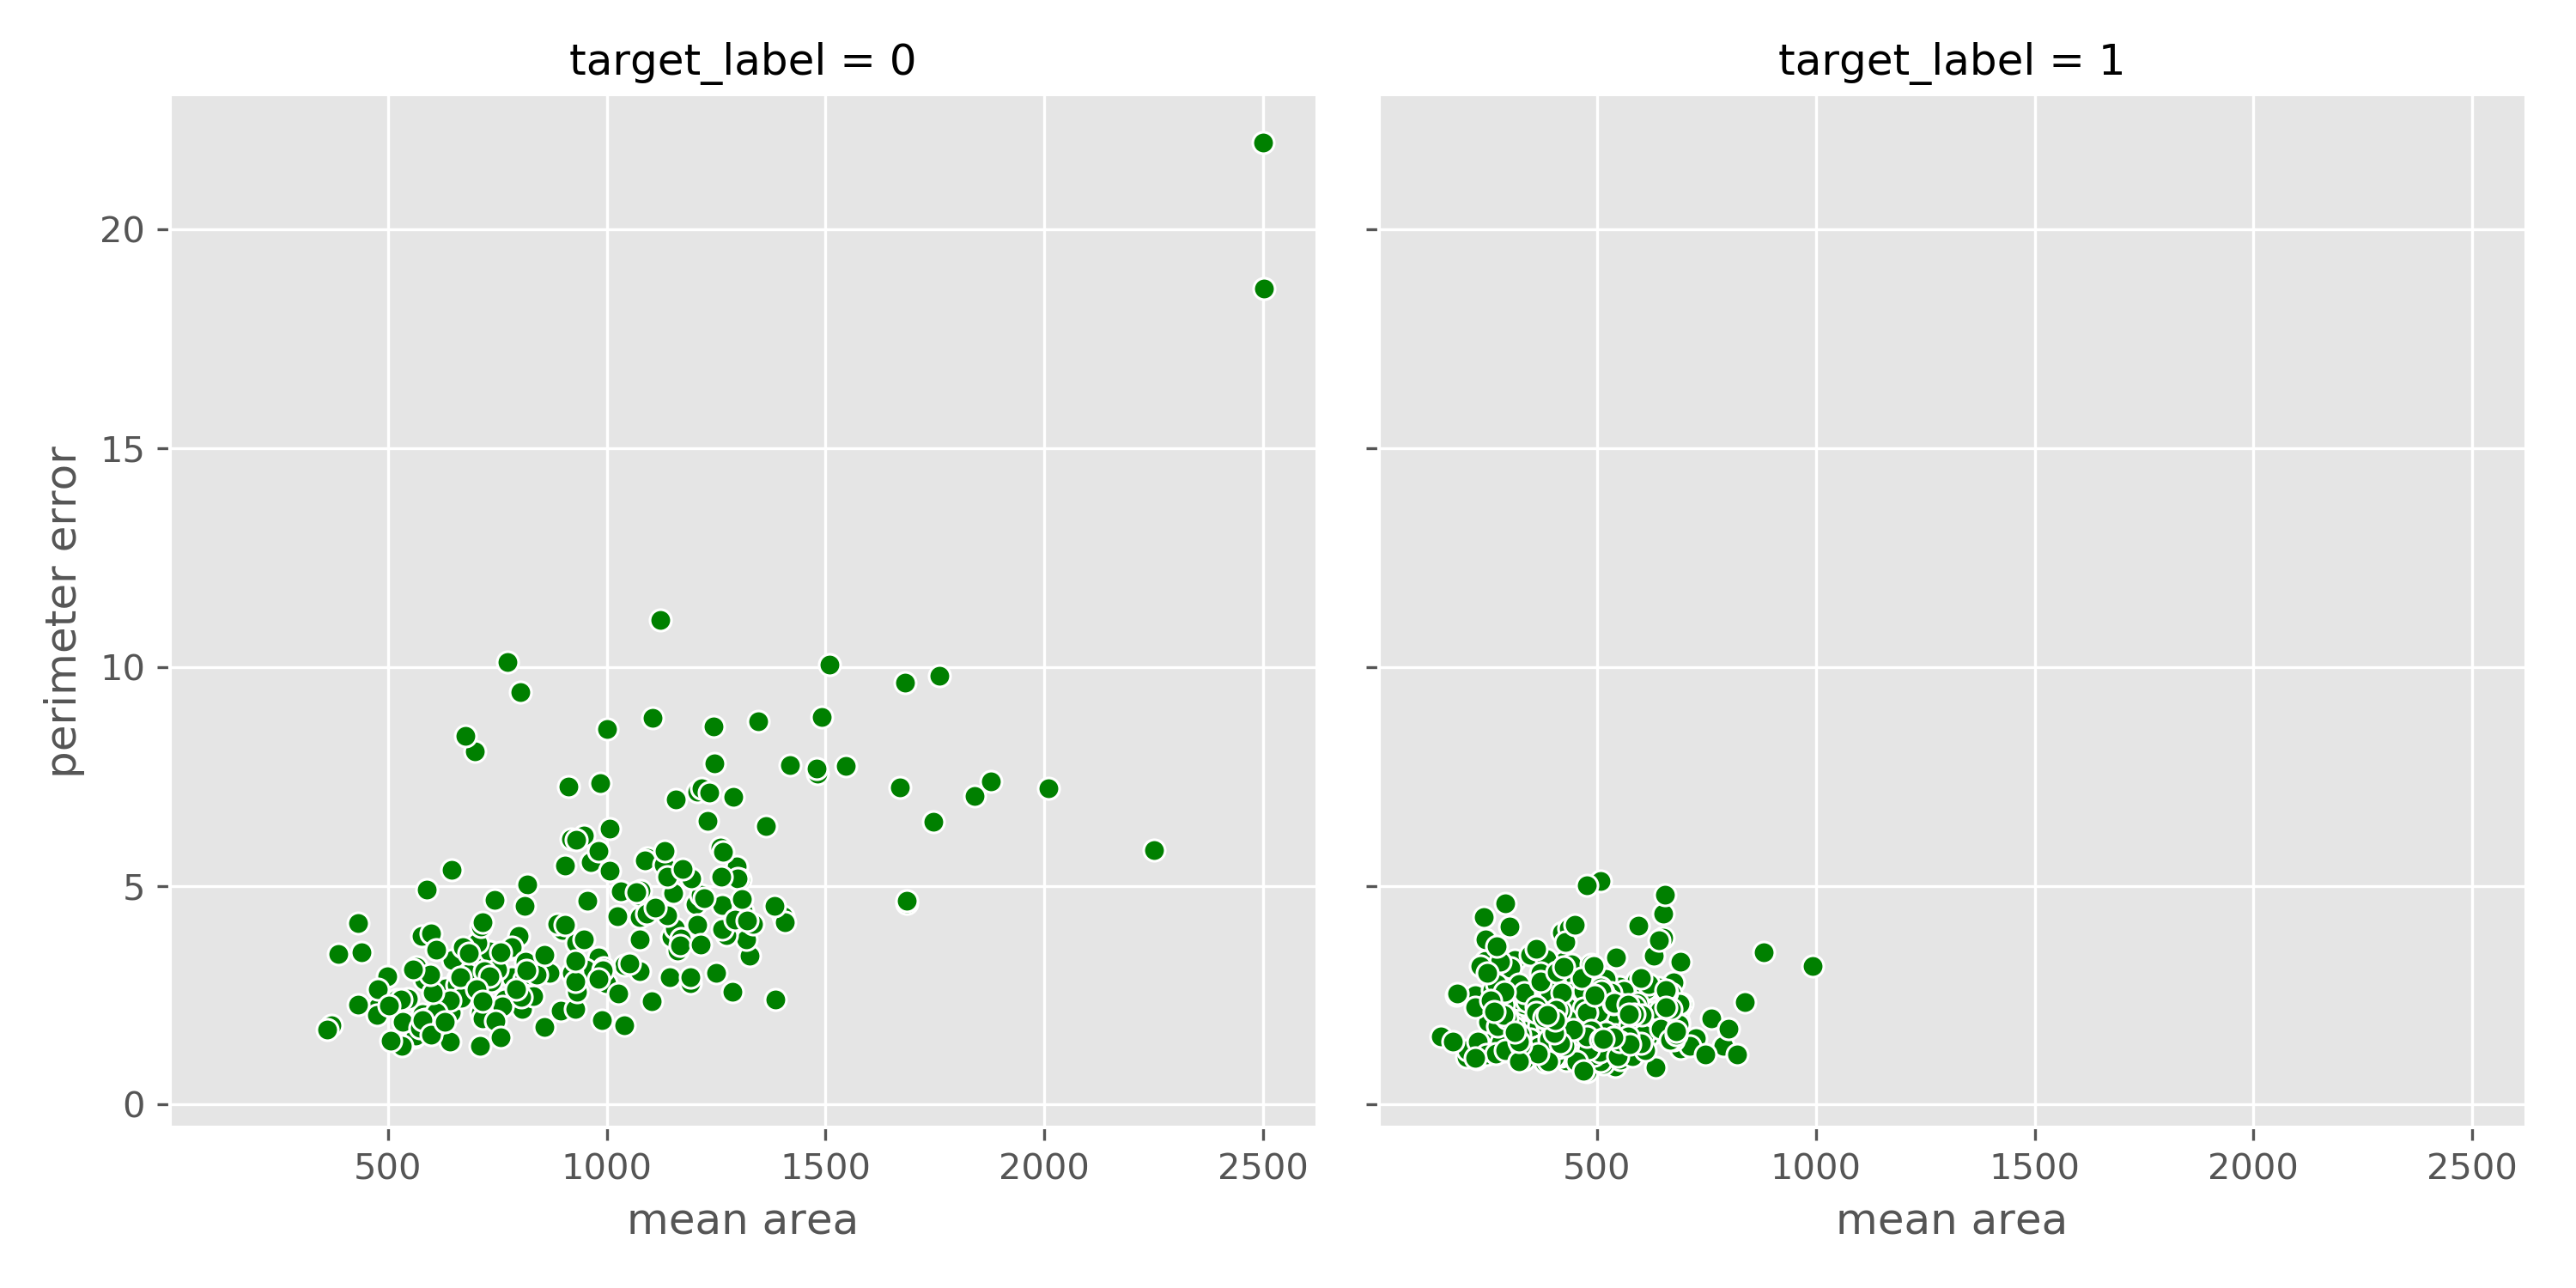 target_label = 0
target_label = 1
perimeter error
20
15
10
5
0
500 1000 1500 2000 2500
500 1000 1500 2000 2500
mean area
mean area